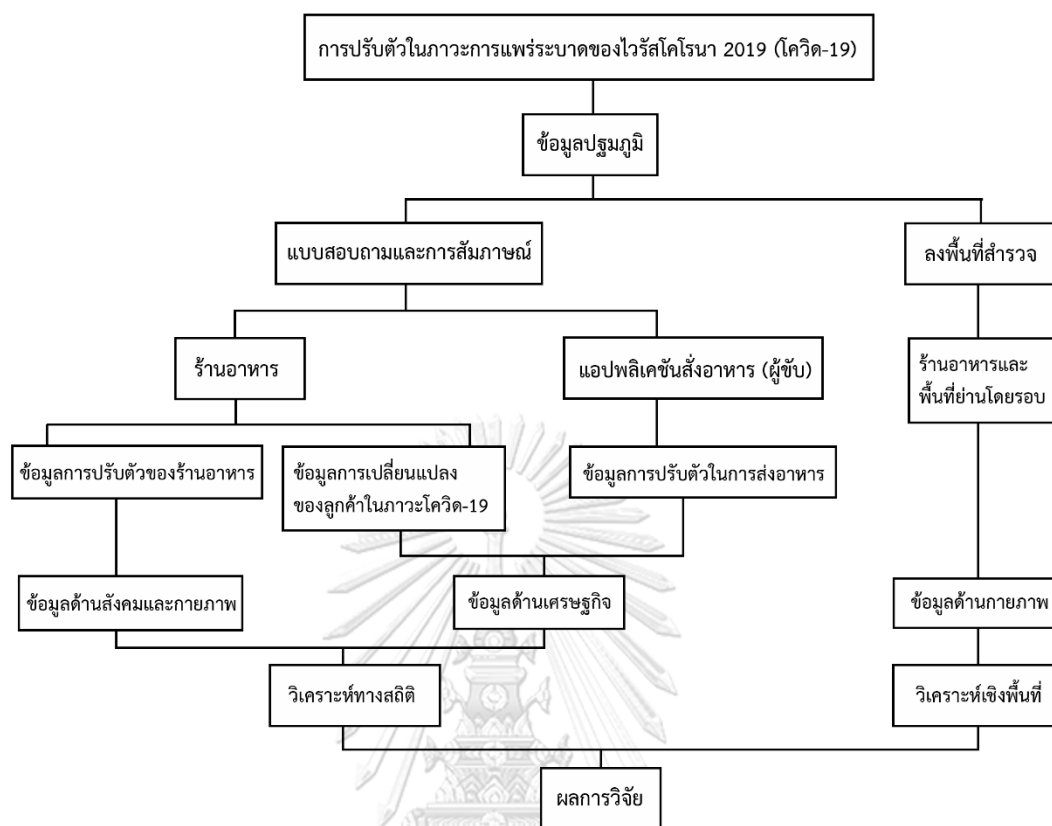 การปรับตัวในภาวะการแพร่ระบาดของไวรัสโคโรนา 2019 (โควิด-19)
ข้อมูลปฐมภูมิ
แบบสอบถามและการสัมภาษณ์
ลงพื้นที่สำรวจ
ร้านอาหาร
แอปพลิเคชันสั่งอาหาร (ผู้ขับ)
ร้านอาหารและ
พื้นที่ย่านโดยรอบ
ข้อมูลการปรับตัวของร้านอาหาร
ข้อมูลการเปลี่ยนแปลง
ของลูกค้าในภาวะโควิด-19
ข้อมูลการปรับตัวในการส่งอาหาร
ข้อมูลด้านสังคมและกายภาพ
ข้อมูลด้านเศรษฐกิจ
ข้อมูลด้านกายภาพ
วิเคราะห์ทางสถิติ
วิเคราะห์เชิงพื้นที่
ผลการวิจัย